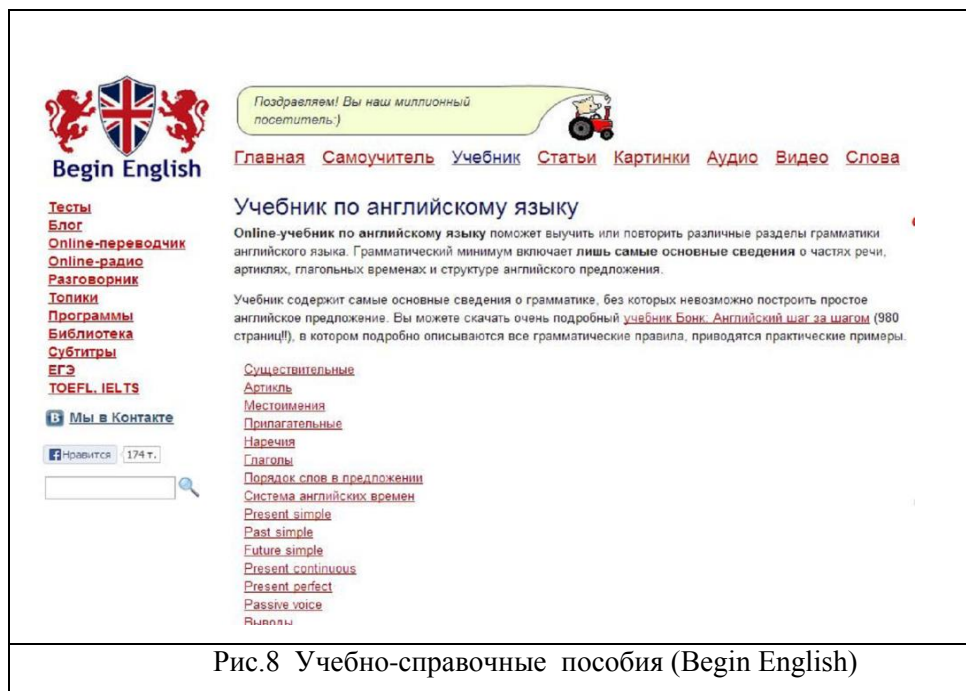 Поздравляем! Вы наш миллионный
посетитель:)
Begin English
Главная Самоучитель Учебник Статьи Картинки Аудио Видео Слова
Тесты
Блог
Online-переводчик
Online-радио
Разговорник
Топики
Программы
Библиотека
Субтитры
ЕГЭ
TOEFL, IELTS
В Мы в Контакте
Нравится 174 т.
Учебник по английскому языку
Online-учебник по английскому языку поможет выучить или повторить различные разделы грамматики
английского языка. Грамматический минимум включает лишь самые основные сведения о частях речи,
артиклях, глагольных временах и структуре английского предложения.
Учебник содержит самые основные сведения о грамматике, без которых невозможно построить простое
английское предложение. Вы можете скачать очень подробный учебник Бонк: Английский шаг за шагом (980
страниц!!), в котором подробно описываются все грамматические правила, приводятся практические примеры.
Существительные
Артикль
Местоимения
Прилагательные
Наречия
Глаголы
Порядок слов в предложении
Система английских времен
Present simple
Past simple
Future simple
Present continuous
Present perfect
Passive voice
Выводы
Рис.8 Учебно-справочные пособия (Begin English)